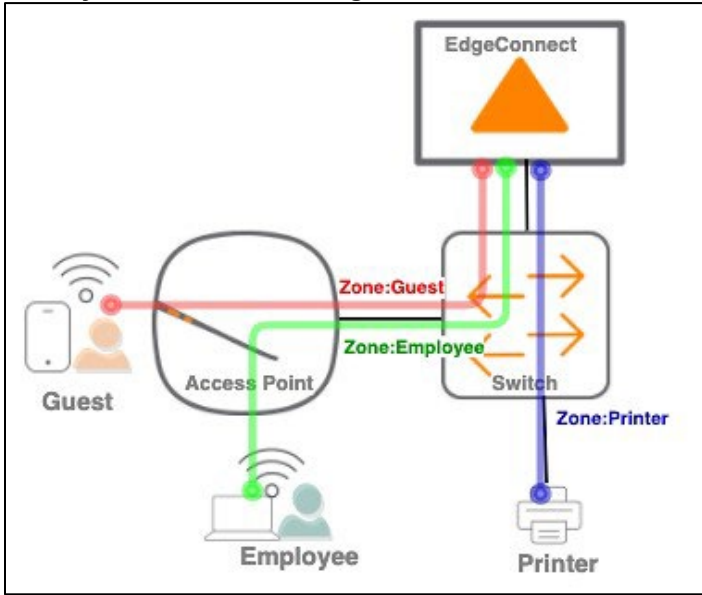 EdgeConnect
Zone:Guest
Zone:Employee
Access Point
Switch
Guest
Zone:Printer
Employee
Printer